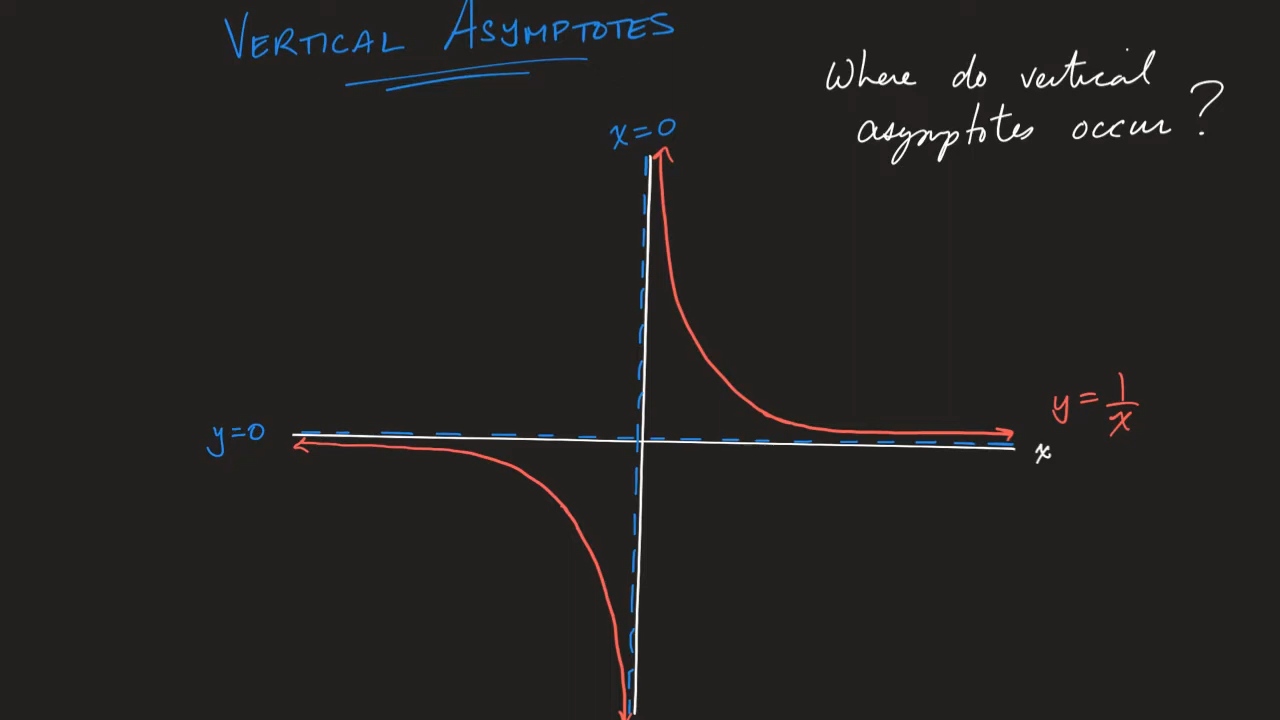 VERTICAL ASYMPTOTES
Where do vertical
asymptotes occur?
x=0
y = 1/x
y=0
x